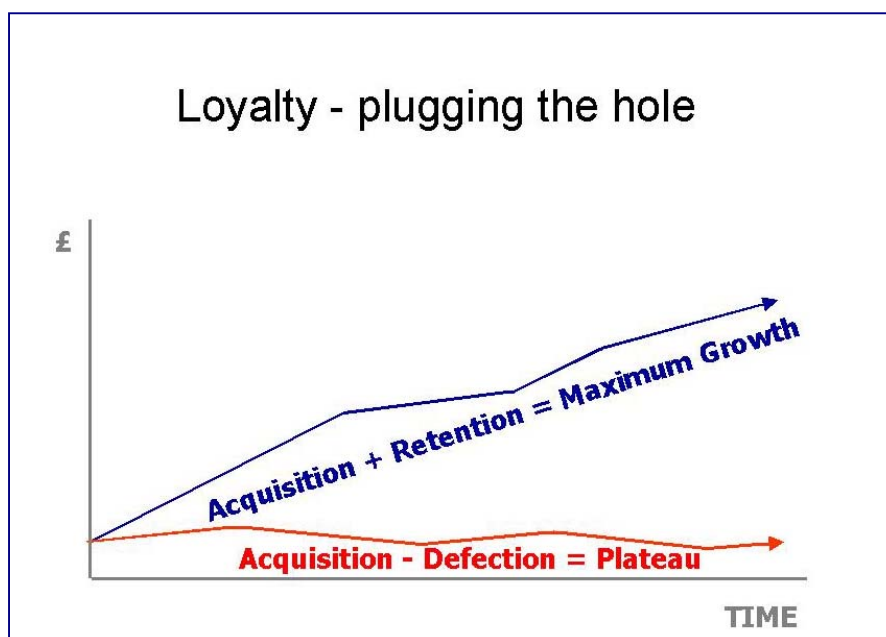 Loyalty - plugging the hole
£
Acquisition + Retention = Maximum Growth
Acquisition - Defection = Plateau
TIME